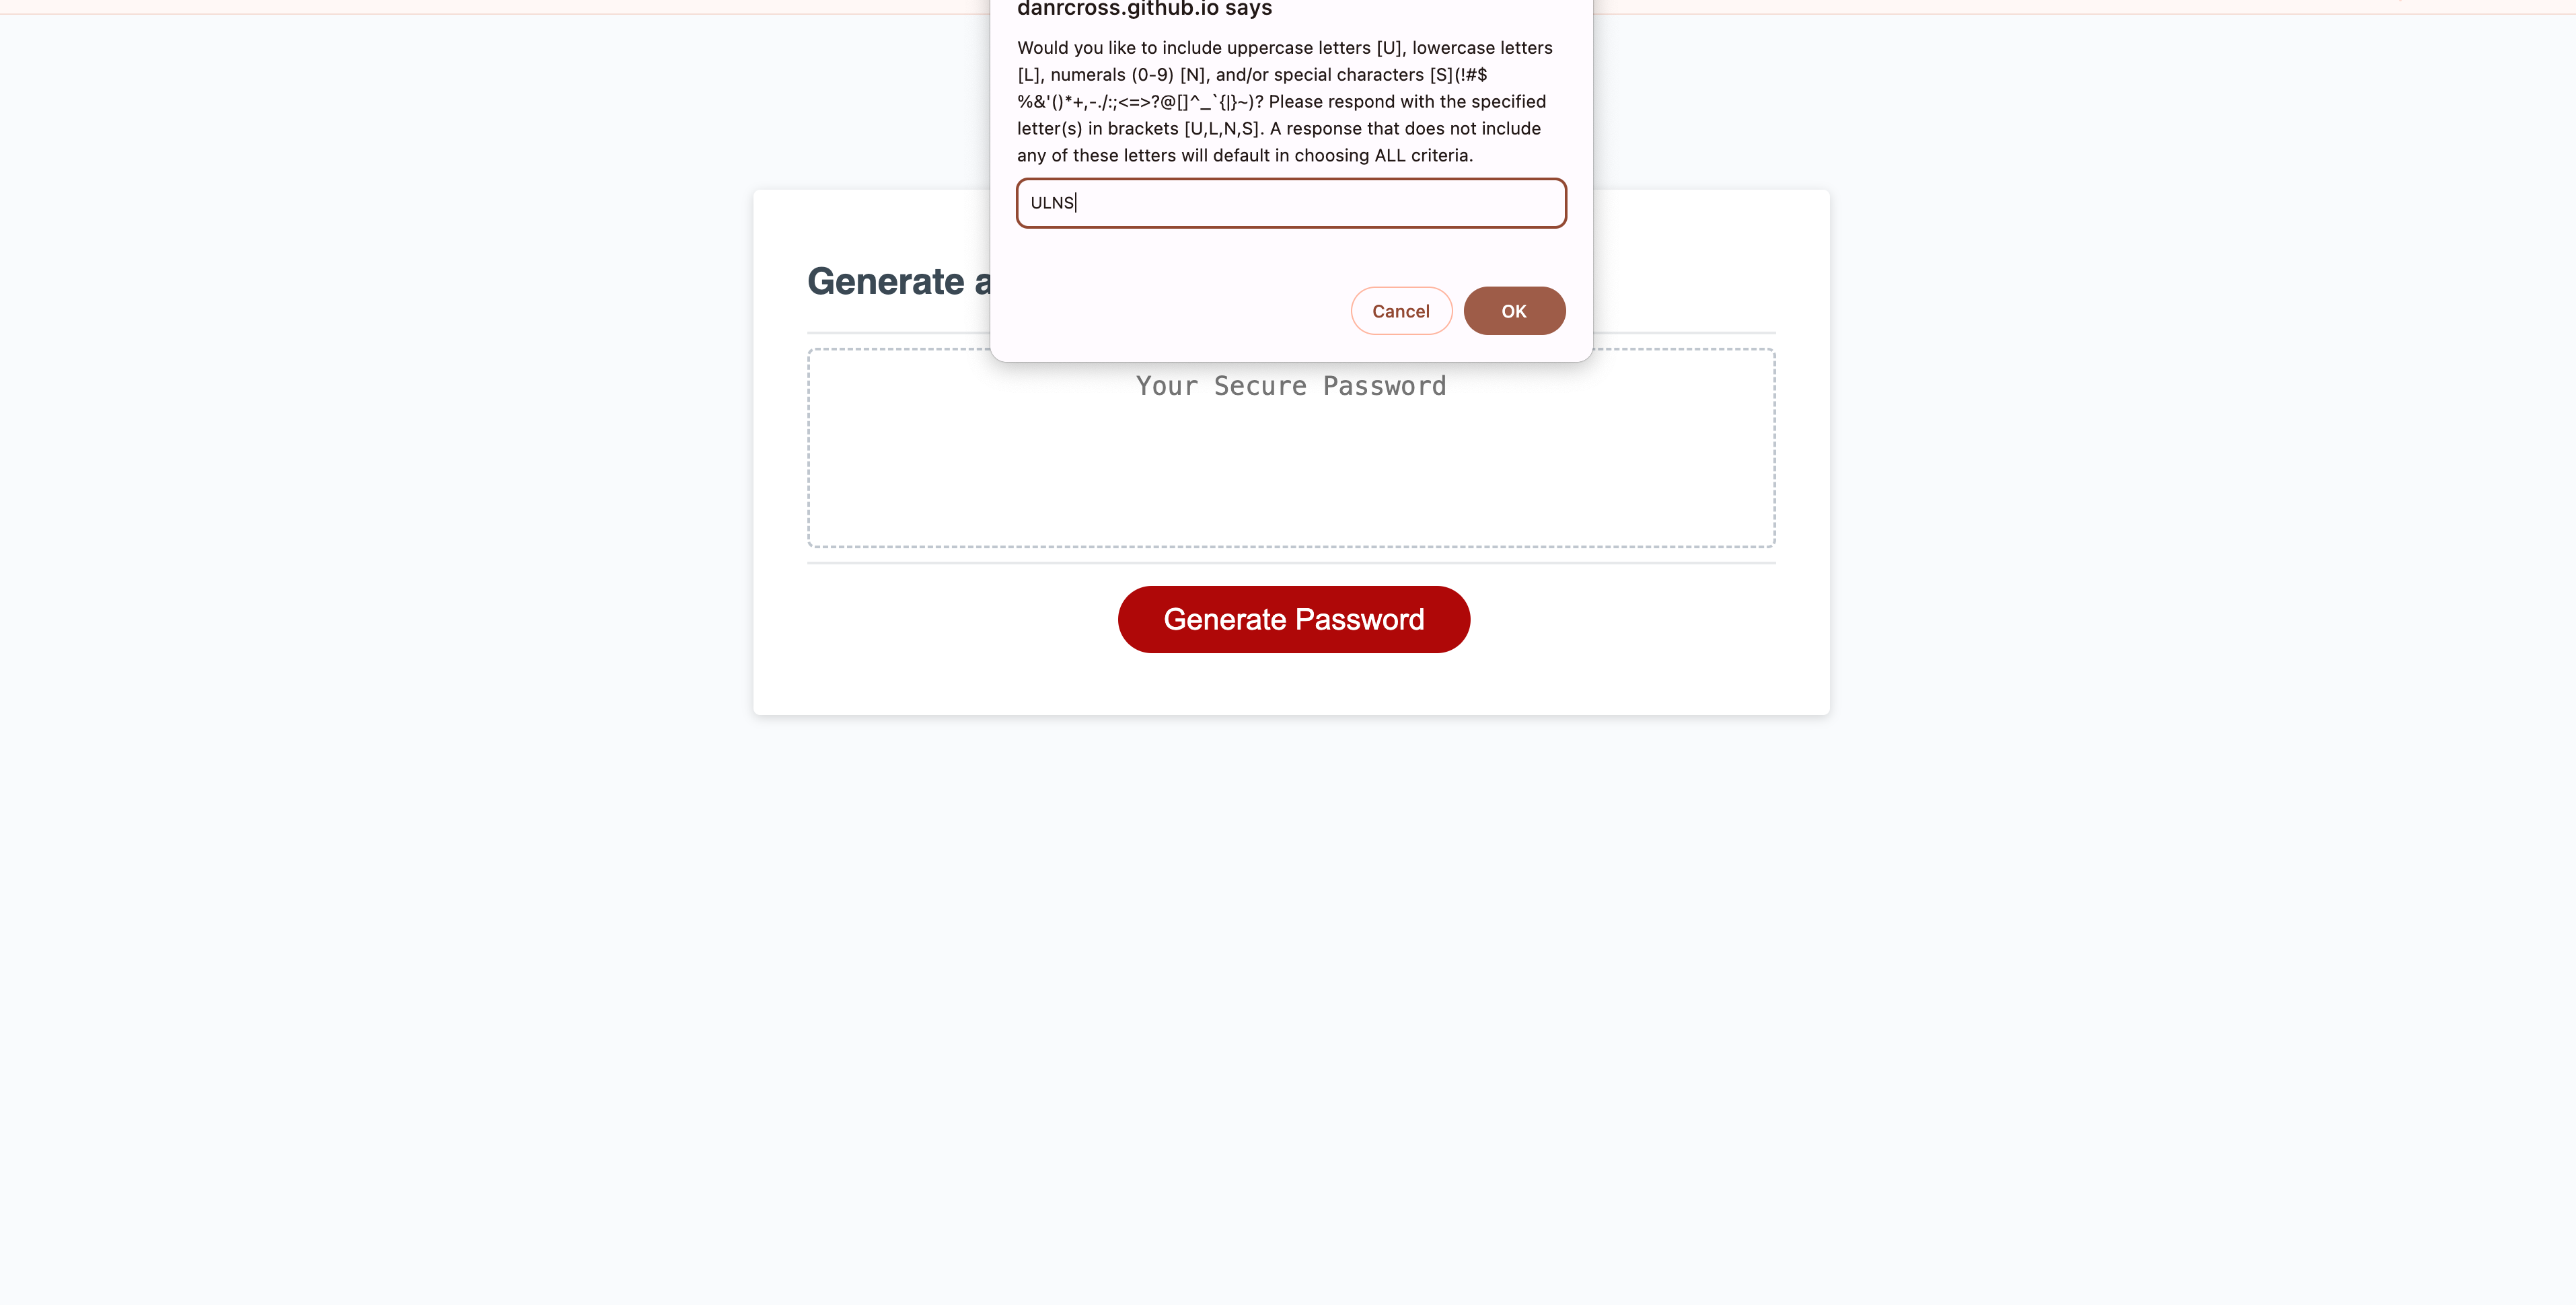 danrcross.github.io says
Would you like to include uppercase letters [U], lowercase letters
[L], numerals (0-9) [N], and/or special characters [S](!#$
%&'()*+,-./:;<=>?@[]^_`{|}~)? Please respond with the specified
letter(s) in brackets [U,L,N,S]. A response that does not include
any of these letters will default in choosing ALL criteria.
ULNS
Cancel
OK
Generate a
Your Secure Password
Generate Password